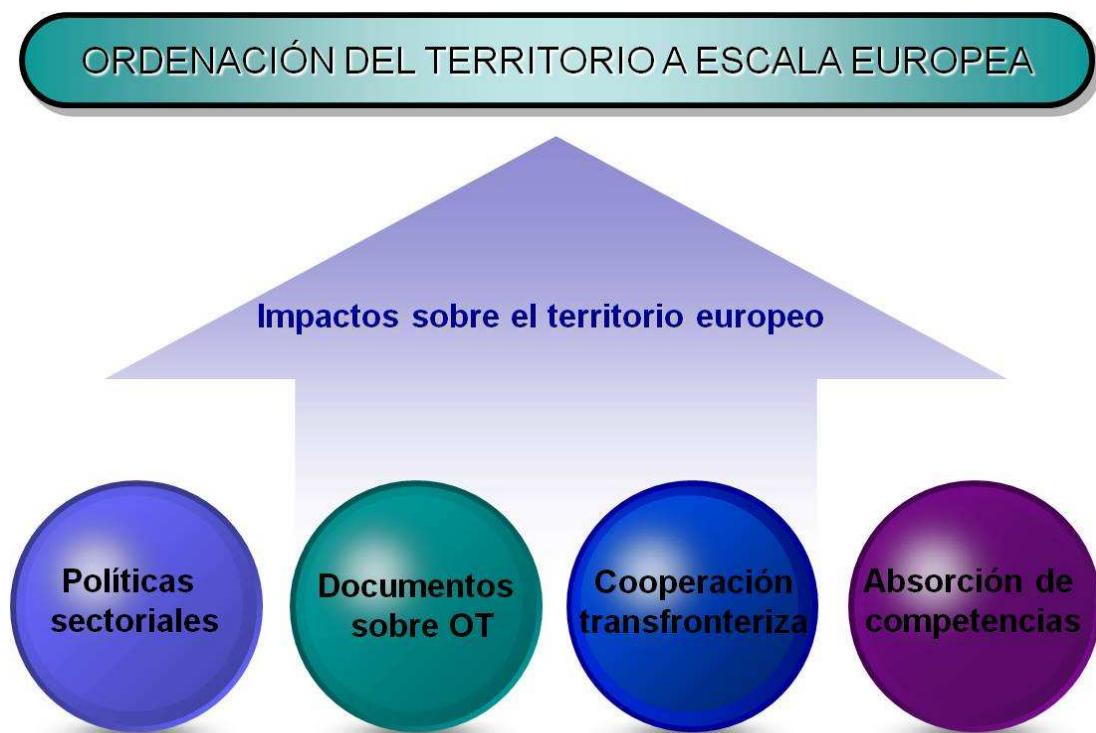 ORDENACIÓN DEL TERRITORIO A ESCALA EUROPEA
Impactos sobre el territorio europeo
Políticas
sectoriales
Documentos
sobre OT
Cooperación
transfronteriza
Absorción de
competencias